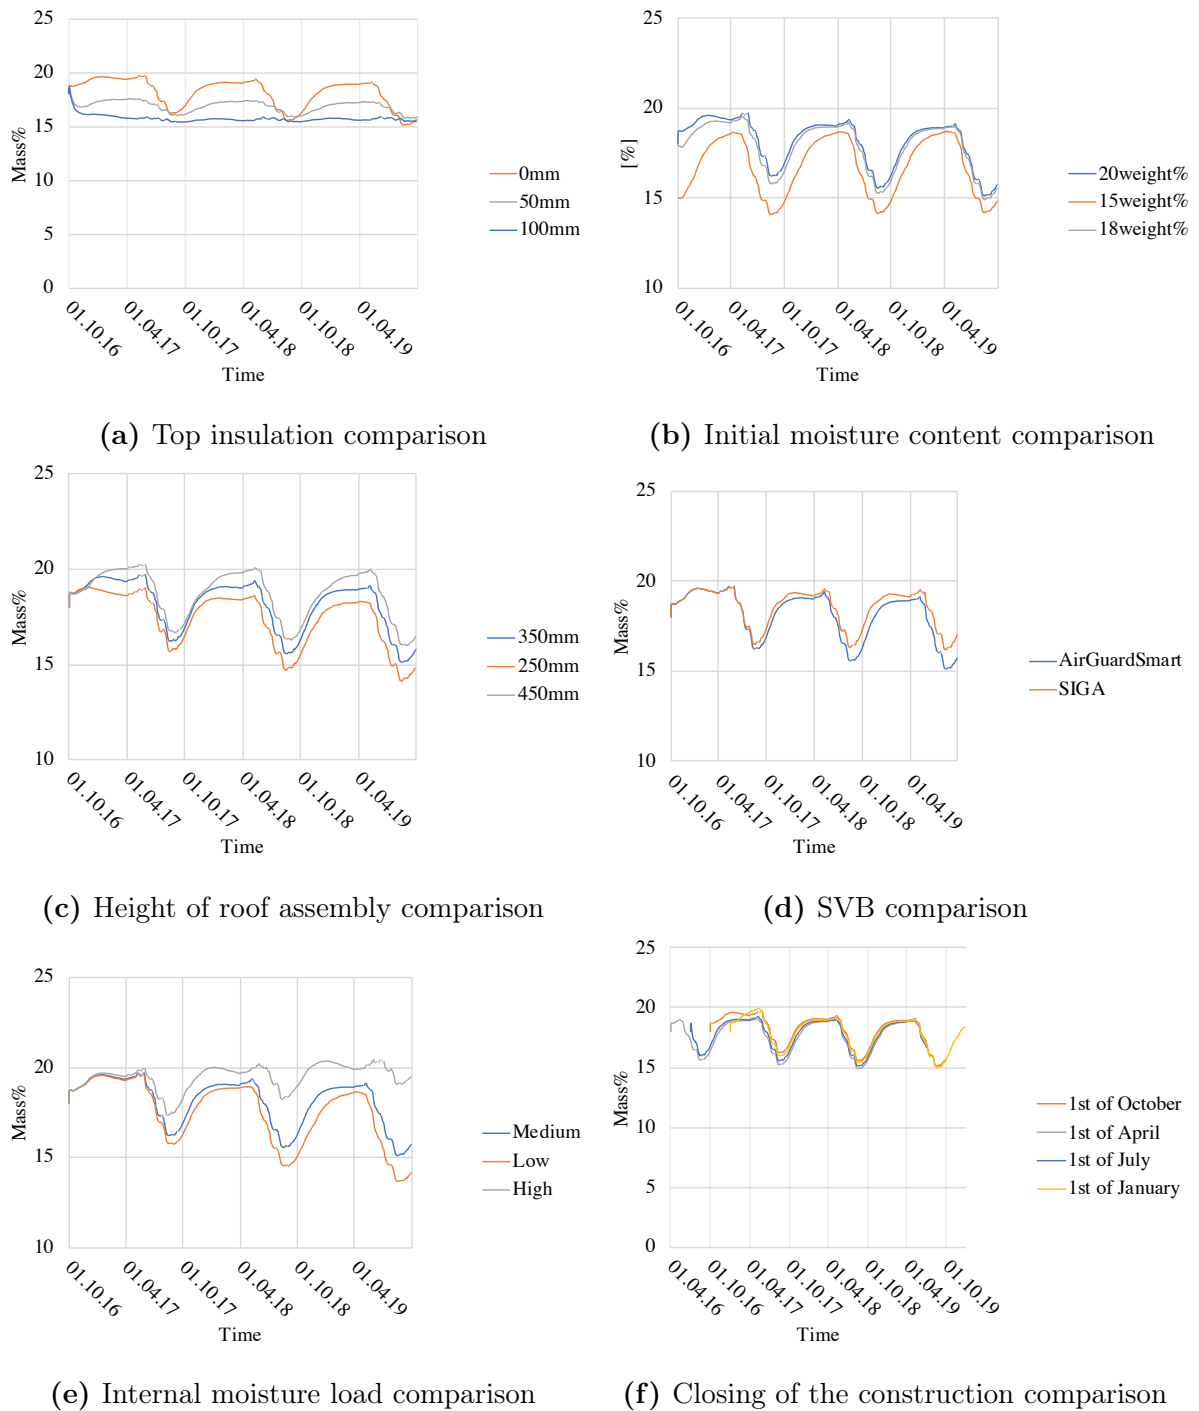 25
20
15
10
5
0
Mass%
01.10.16
01.04.17
01.10.17
01.04.18
01.10.18
01.04.19
Time
0mm
50mm
100mm
(a) Top insulation comparison
25
20
15
10
[%]
01.10.16
01.04.17
01.10.17
01.04.18
01.10.18
01.04.19
Time
20weight%
15weight%
18weight%
(b) Initial moisture content comparison
25
20
15
10
Mass%
01.10.16
01.04.17
01.10.17
01.04.18
01.10.18
01.04.19
Time
350mm
250mm
450mm
(c) Height of roof assembly comparison
25
20
15
10
Mass%
01.10.16
01.04.17
01.10.17
01.04.18
01.10.18
01.04.19
Time
AirGuardSmart
SIGA
(d) SVB comparison
25
20
15
10
Mass%
01.10.16
01.04.17
01.10.17
01.04.18
01.10.18
01.04.19
Time
Medium
Low
High
(e) Internal moisture load comparison
25
20
15
10
5
0
Mass%
01.04.16
01.10.16
01.04.17
01.10.17
01.04.18
01.10.18
01.04.19
01.10.19
Time
1st of October
1st of April
1st of July
1st of January
(f) Closing of the construction comparison